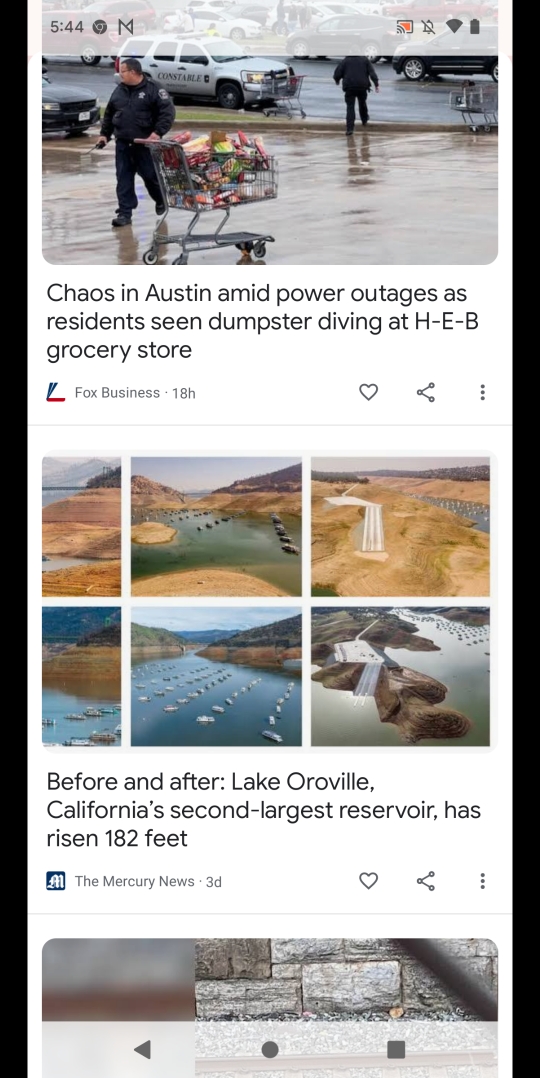 5:44
CONSTABLE
Chaos in Austin amid power outages as
residents seen dumpster diving at H-E-B
grocery store
Fox Business · 18h
Before and after: Lake Oroville,
California’s second-largest reservoir, has
risen 182 feet
The Mercury News · 3d